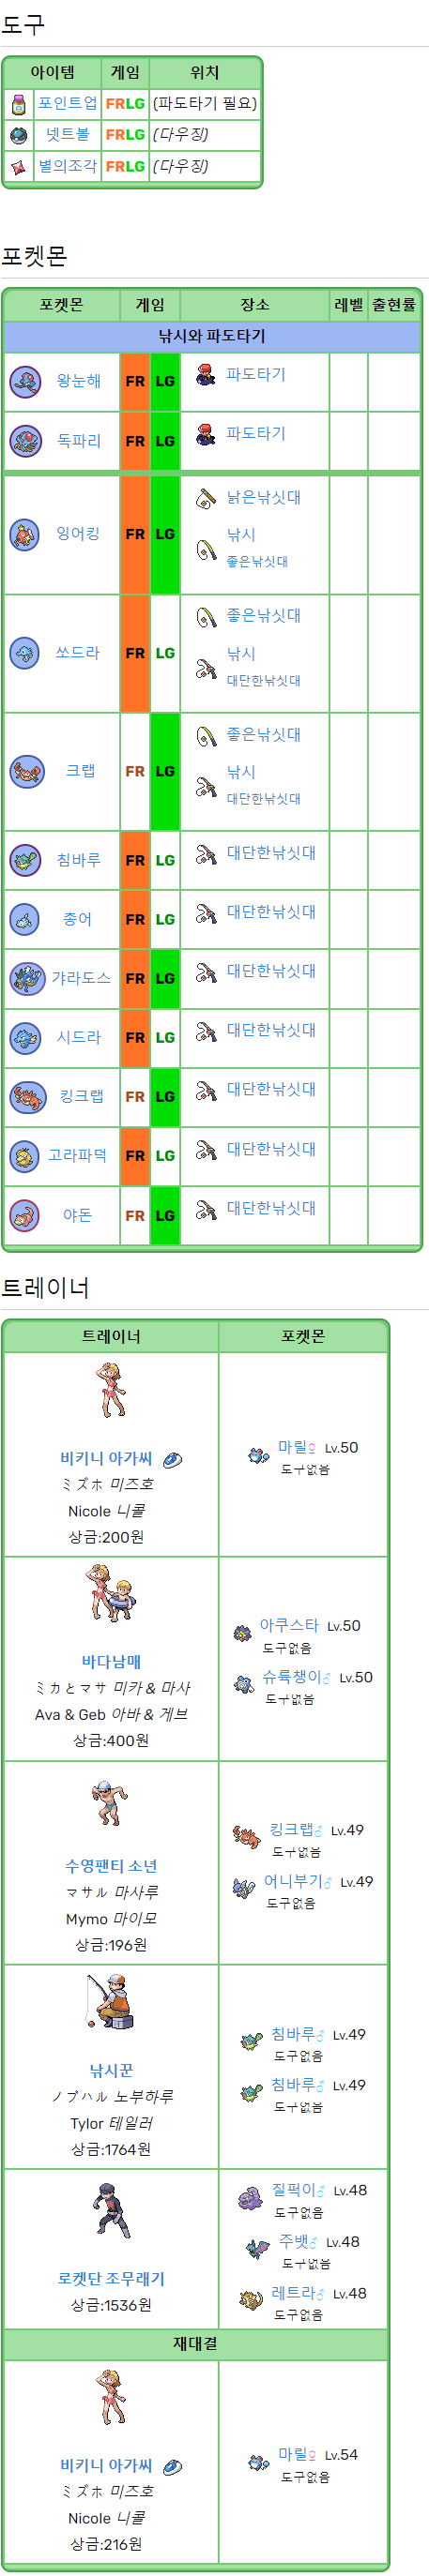 도구
아이템 게임 위치
포인트업 FRLG (파도타기 필요)
넷트볼 FRLG (다우징)
별의조각 FRLG (다우징)
포켓몬
포켓몬 게임 장소 레벨 출현률
낚시와 파도타기
왕눈해 FR LG 파도타기
독파리 FR LG 파도타기
잉어킹 FR LG 낡은낚싯대
낚시
좋은낚싯대
쏘드라 FR LG 좋은낚싯대
낚시
대단한낚싯대
크랩 FR LG 좋은낚싯대
낚시
대단한낚싯대
침바루 FR LG 대단한낚싯대
총어 FR LG 대단한낚싯대
갸라도스 FR LG 대단한낚싯대
시드라 FR LG 대단한낚싯대
킹크랩 FR LG 대단한낚싯대
고라파덕 FR LG 대단한낚싯대
야돈 FR LG 대단한낚싯대
트레이너
트레이너 포켓몬
비키니 아가씨
ミズホ 미즈호
Nicole 니콜
상금:200원
마릴♀ Lv.50
도구없음
바다남매
ミカとマサ 미카 & 마사
Ava & Geb 아바 & 게브
상금:400원
아쿠스타 Lv.50
도구없음
슈륙챙이♂ Lv.50
도구없음
수영팬티 소년
マサル 마사루
Mymo 마이모
상금:196원
킹크랩♂ Lv.49
도구없음
어니부기♂ Lv.49
도구없음
낚시꾼
ノブハル 노부하루
Tylor 테일러
상금:1764원
침바루♂ Lv.49
도구없음
침바루♂ Lv.49
도구없음
로켓단 조무래기
상금:1536원
질퍽이♂ Lv.48
도구없음
주뱃♂ Lv.48
도구없음
레트라♂ Lv.48
도구없음
재대결
비키니 아가씨
ミズホ 미즈호
Nicole 니콜
상금:216원
마릴♀ Lv.54
도구없음